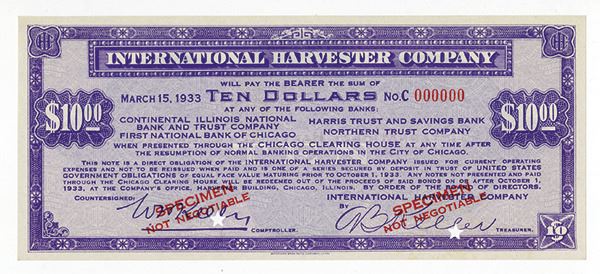 INTERNATIONAL HARVESTER COMPANY
WILL PAY THE BEARER THE SUM OF
MARCH 15, 1933 TEN DOLLARS No. C 000000
$10.00 $10.00
AT ANY OF THE FOLLOWING BANKS:
CONTINENTAL ILLINOIS NATIONAL HARRIS TRUST AND SAVINGS BANK
BANK AND TRUST COMPANY NORTHERN TRUST COMPANY
FIRST NATIONAL BANK OF CHICAGO
WHEN PRESENTED THROUGH THE CHICAGO CLEARING HOUSE AT ANY TIME AFTER
THE RESUMPTION OF NORMAL BANKING OPERATIONS IN THE CITY OF CHICAGO.
THIS NOTE IS A DIRECT OBLIGATION OF THE INTERNATIONAL HARVESTER COMPANY ISSUED FOR CURRENT OPERATING
EXPENSES AND NOT TO BE REISSUED WHEN PAID AND IS ONE OF A SERIES SECURED BY DEPOSIT IN TRUST OF UNITED STATES
GOVERNMENT OBLIGATIONS OF EQUAL FACE VALUE MATURING PRIOR TO OCTOBER 1, 1933. ANY NOTES NOT PRESENTED AND PAID
THROUGH THE CHICAGO CLEARING HOUSE WILL BE REDEEMED OUT OF THE PROCEEDS OF SAID BONDS ON OR AFTER OCTOBER 1,
1933, AT THE COMPANY'S OFFICE, HARVESTER BUILDING, CHICAGO, ILLINOIS. BY ORDER OF THE BOARD OF DIRECTORS.
COUNTERSIGNED: INTERNATIONAL HARVESTER COMPANY
SPECIMEN SPECIMEN
NOT NEGOTIABLE NOT NEGOTIABLE
COMPTROLLER. BY TREASURER.
10